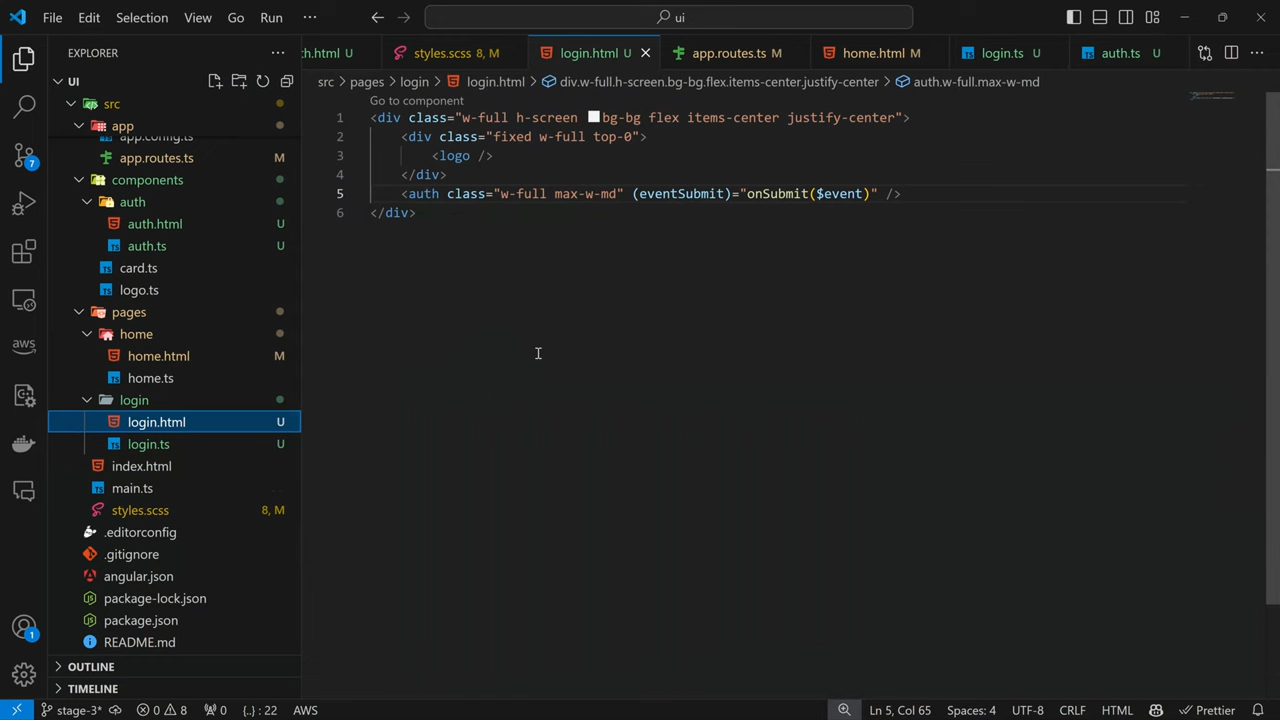 File Edit Selection View Go Run ··· ui
EXPLORER ···
UI
src
app
app.config.ts
app.routes.ts M
components
auth
auth.html U
auth.ts U
card.ts
logo.ts
pages
home
home.html M
home.ts
login
login.html U
login.ts U
index.html
main.ts
styles.scss 8, M
.editorconfig
.gitignore
angular.json
package-lock.json
package.json
README.md
OUTLINE
TIMELINE
7
aws
1
th.html U styles.scss 8, M login.html U app.routes.ts M home.html M login.ts U auth.ts U ···
src > pages > login > login.html > div.w-full.h-screen.bg-bg.flex.items-center.justify-center > auth.w-full.max-w-md
Go to component
1 <div class="w-full h-screen bg-bg flex items-center justify-center">
2 <div class="fixed w-full top-0">
3 <logo />
4 </div>
5 <auth class="w-full max-w-md" (eventSubmit)="onSubmit($event)" />
6 </div>
stage-3* 0 8 0 {..} : 22 AWS Ln 5, Col 65 Spaces: 4 UTF-8 CRLF HTML Prettier